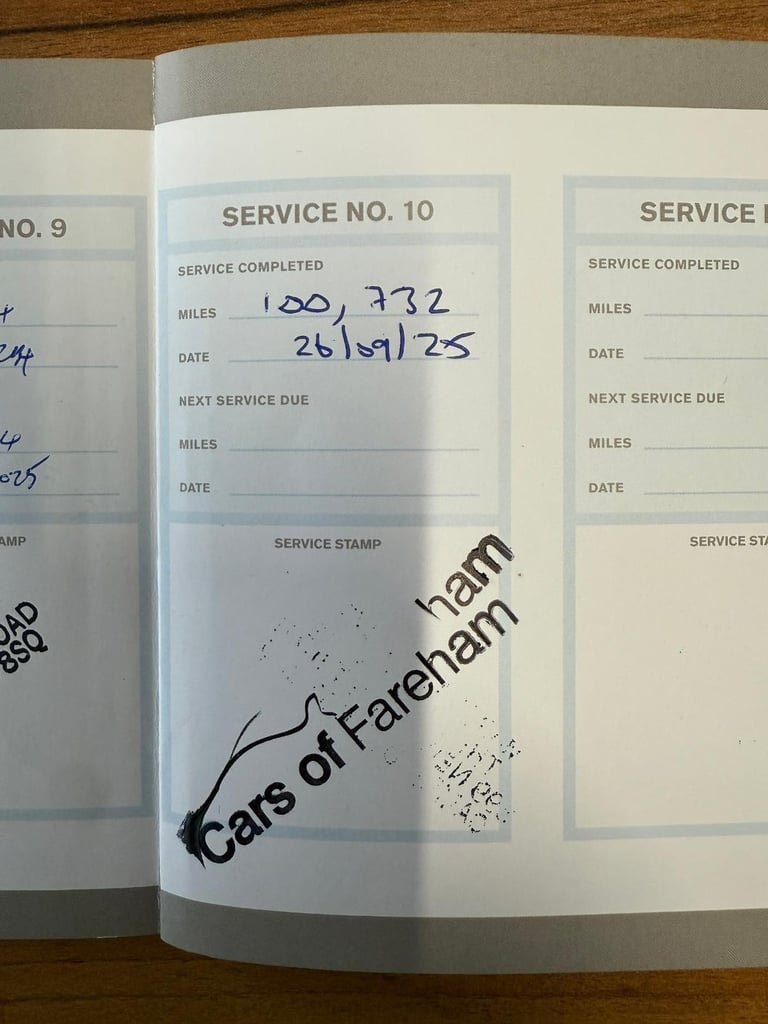 NO. 9
24
025
AMP
OAD
8SQ
SERVICE NO. 10
SERVICE COMPLETED
MILES 100, 732
DATE 26/09/25
NEXT SERVICE DUE
MILES
DATE
SERVICE STAMP
ham
Cars of Fareham
SERVICE
SERVICE COMPLETED
MILES
DATE
NEXT SERVICE DUE
MILES
DATE
SERVICE STA